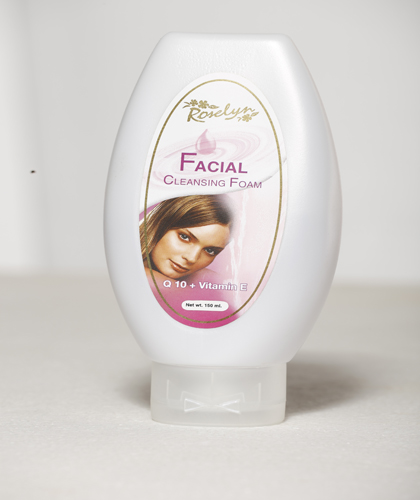 Roselyn
FACIAL
CLEANSING FOAM
Q 10 + Vitamin E
Net wt. 150 ml.